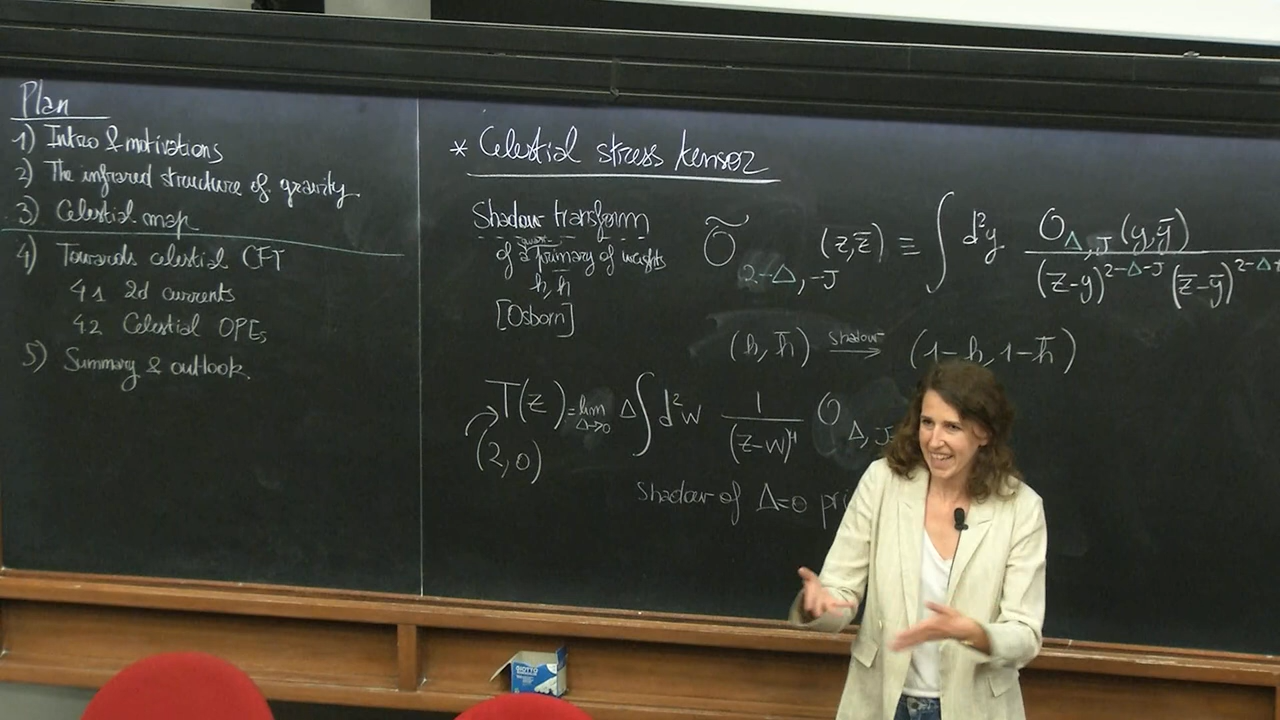 Plan
1) Intro & motivations
2) The infrared structure of gravity
3) Celestial map
4) Towards celestial CFT
4.1 2d currents
4.2 Celestial OPEs
5) Summary & outlook
* Celestial stress tensor
Shadow transform
of a quasi-primary of weights
h, h̄
[Osborn]
Õ_{2-Δ,-J} (z,z̄) ≡ ∫ d²y O_{Δ,J}(y,ȳ) / (z-y)^{2-Δ-J} (z̄-ȳ)^{2-Δ+
(h, h̄) shadow→ (1-h, 1-h̄)
T(z) = lim_{Δ→0} Δ ∫ d²w 1/(z-w)⁴ O_{Δ,J
(2,0)
Shadow of Δ=0 pri
GIOTTO